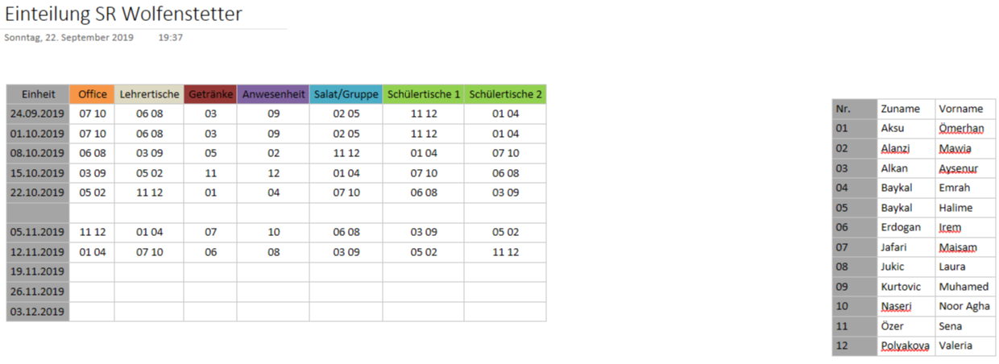 Einteilung SR Wolfenstetter
Sonntag, 22. September 2019 19:37
Einheit Office Lehrertische Getränke Anwesenheit Salat/Gruppe Schülertische 1 Schülertische 2
24.09.2019 07 10 06 08 03 09 02 05 11 12 01 04
01.10.2019 07 10 06 08 03 09 02 05 11 12 01 04
08.10.2019 06 08 03 09 05 02 11 12 01 04 07 10
15.10.2019 03 09 05 02 11 12 01 04 07 10 06 08
22.10.2019 05 02 11 12 01 04 07 10 06 08 03 09
05.11.2019 11 12 01 04 07 10 06 08 03 09 05 02
12.11.2019 01 04 07 10 06 08 03 09 05 02 11 12
19.11.2019
26.11.2019
03.12.2019
Nr. Zuname Vorname
01 Aksu Ömerhan
02 Alanzi Mawia
03 Alkan Aysenur
04 Baykal Emrah
05 Baykal Halime
06 Erdogan Irem
07 Jafari Maisam
08 Jukic Laura
09 Kurtovic Muhamed
10 Naseri Noor Agha
11 Özer Sena
12 Polyakova Valeria